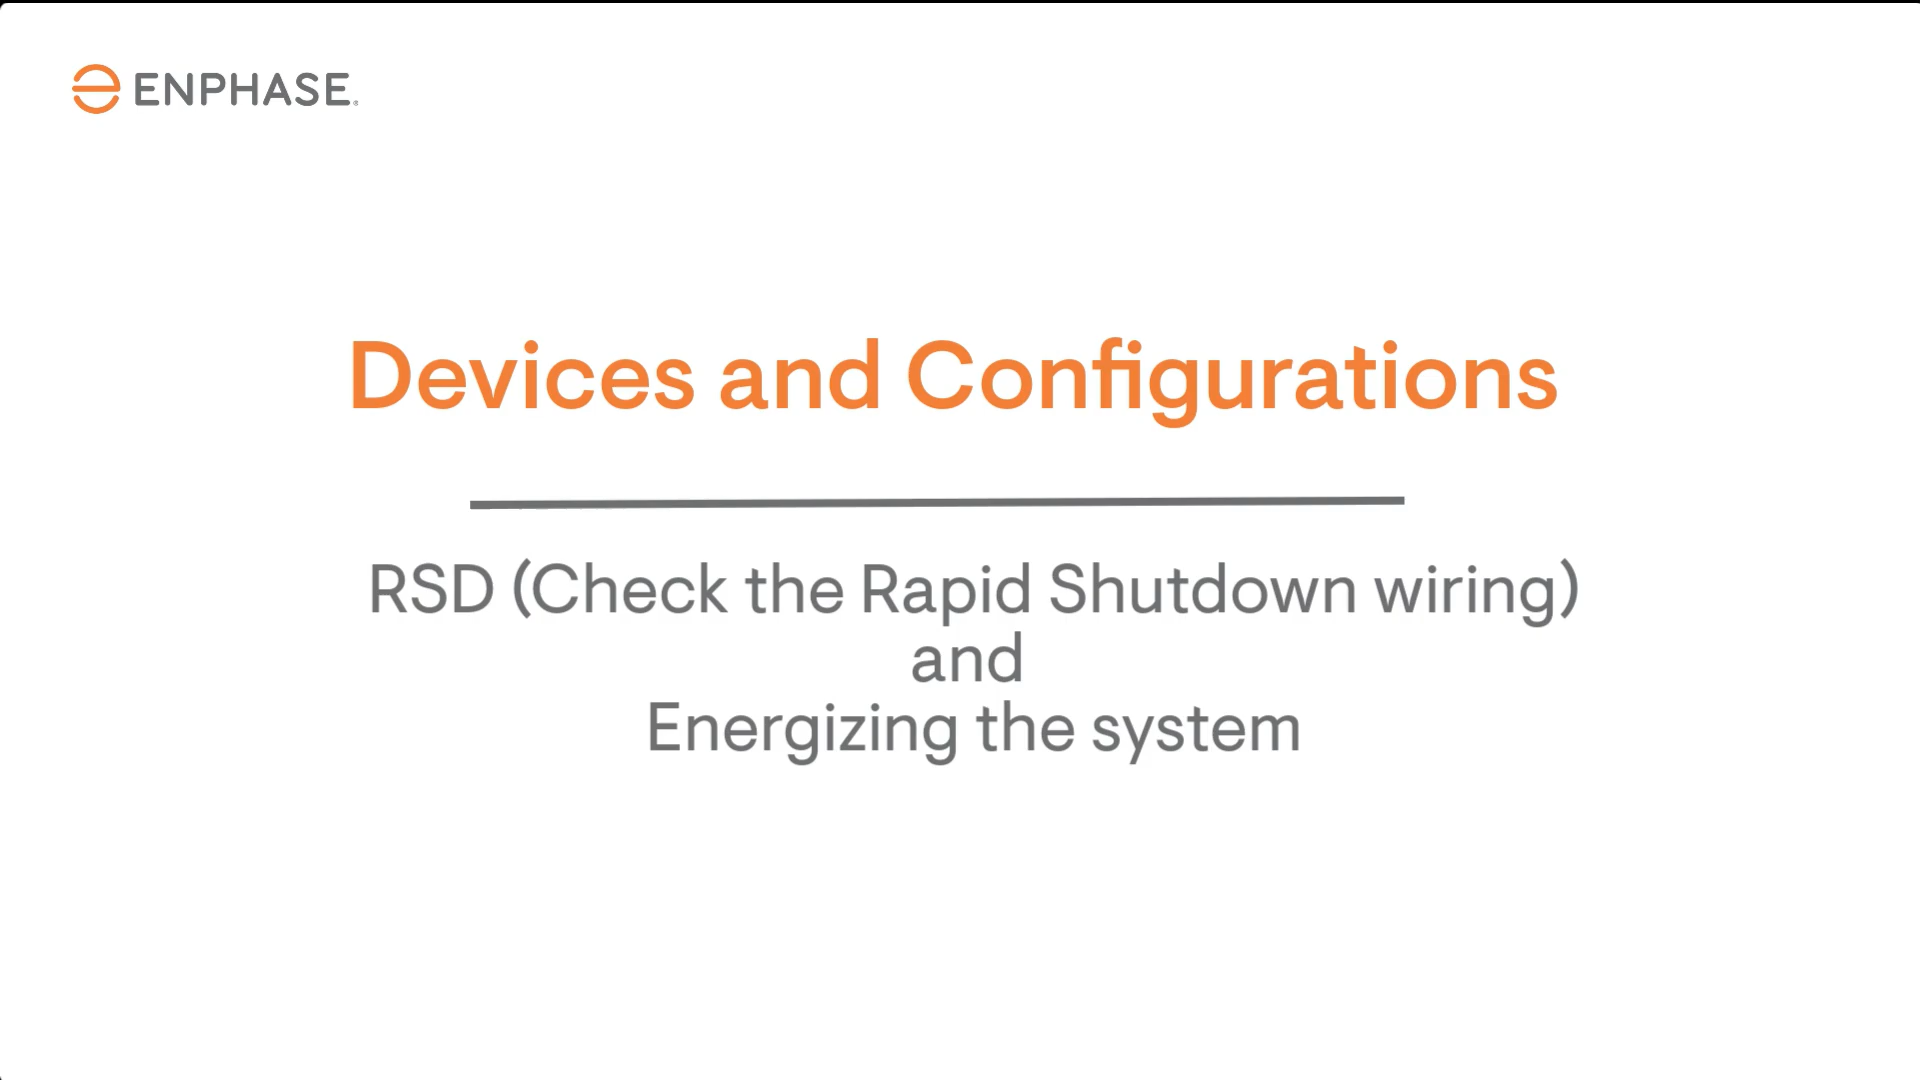 ENPHASE
Devices and Configurations
RSD (Check the Rapid Shutdown wiring)
and
Energizing the system